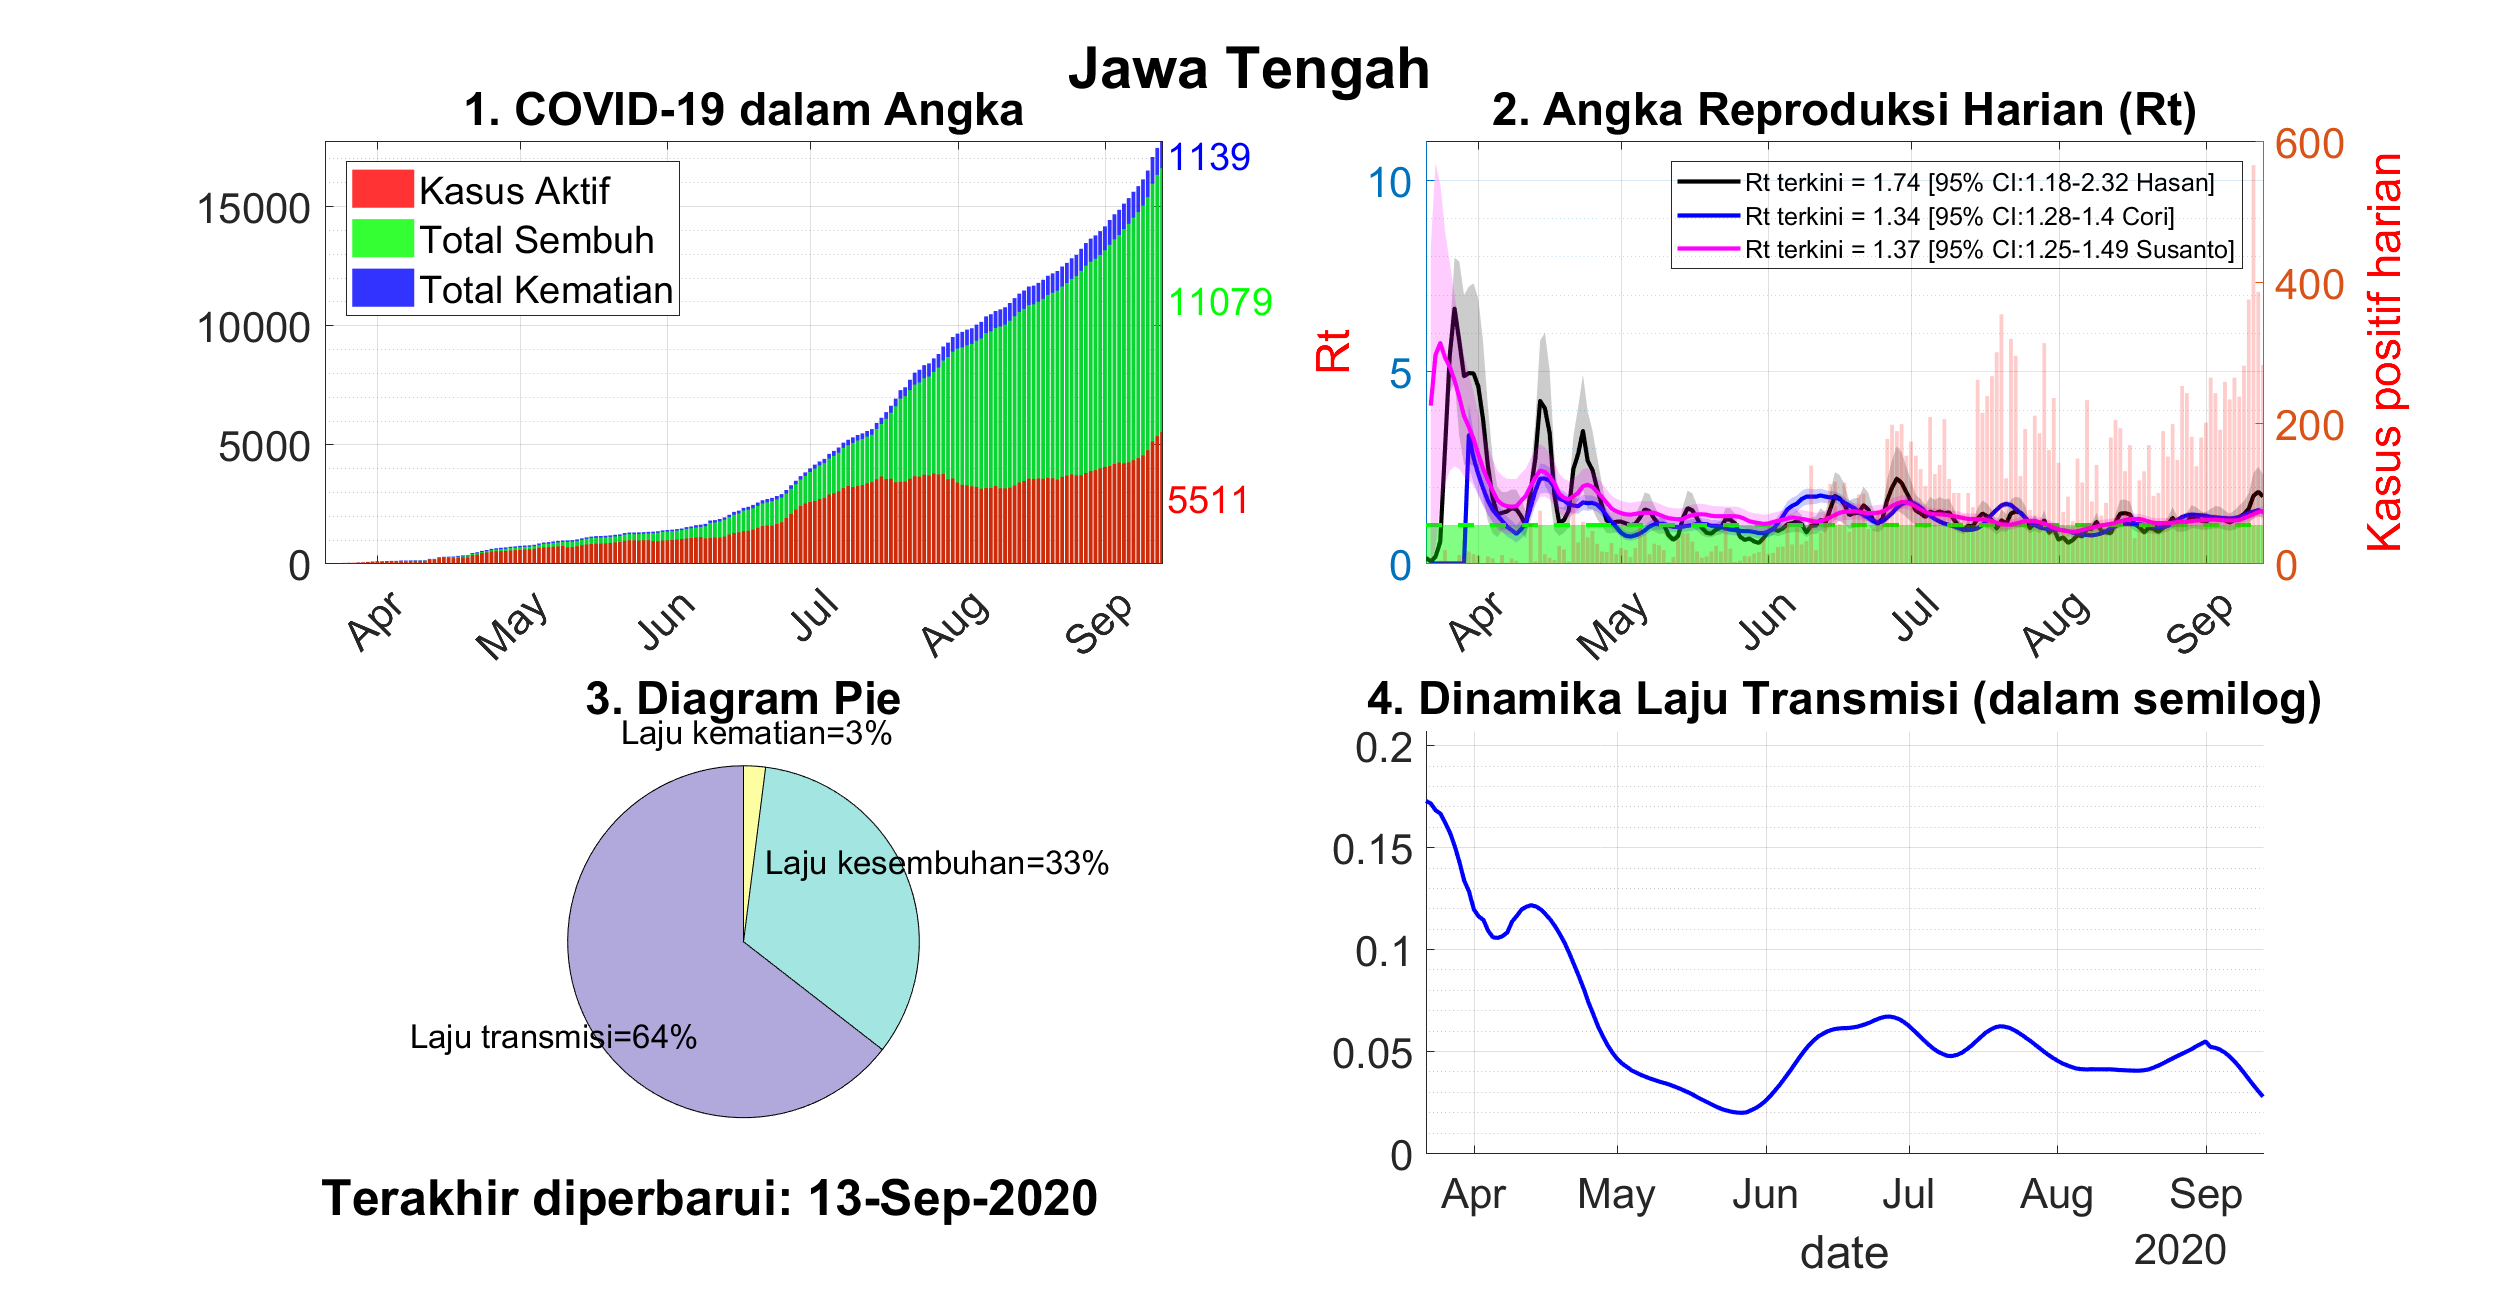 Jawa Tengah
1. COVID-19 dalam Angka
Kasus Aktif
Total Sembuh
Total Kematian
15000
10000
5000
0
1139
11079
5511
Apr May Jun Jul Aug Sep
2. Angka Reproduksi Harian (Rt)
Rt terkini = 1.74 [95% CI:1.18-2.32 Hasan]
Rt terkini = 1.34 [95% CI:1.28-1.4 Cori]
Rt terkini = 1.37 [95% CI:1.25-1.49 Susanto]
Rt
10
5
0
600
400
200
0
Kasus positif harian
Apr May Jun Jul Aug Sep
3. Diagram Pie
Laju kematian=3%
Laju kesembuhan=33%
Laju transmisi=64%
Terakhir diperbarui: 13-Sep-2020
4. Dinamika Laju Transmisi (dalam semilog)
0.2
0.15
0.1
0.05
0
Apr May Jun Jul Aug Sep
date
2020